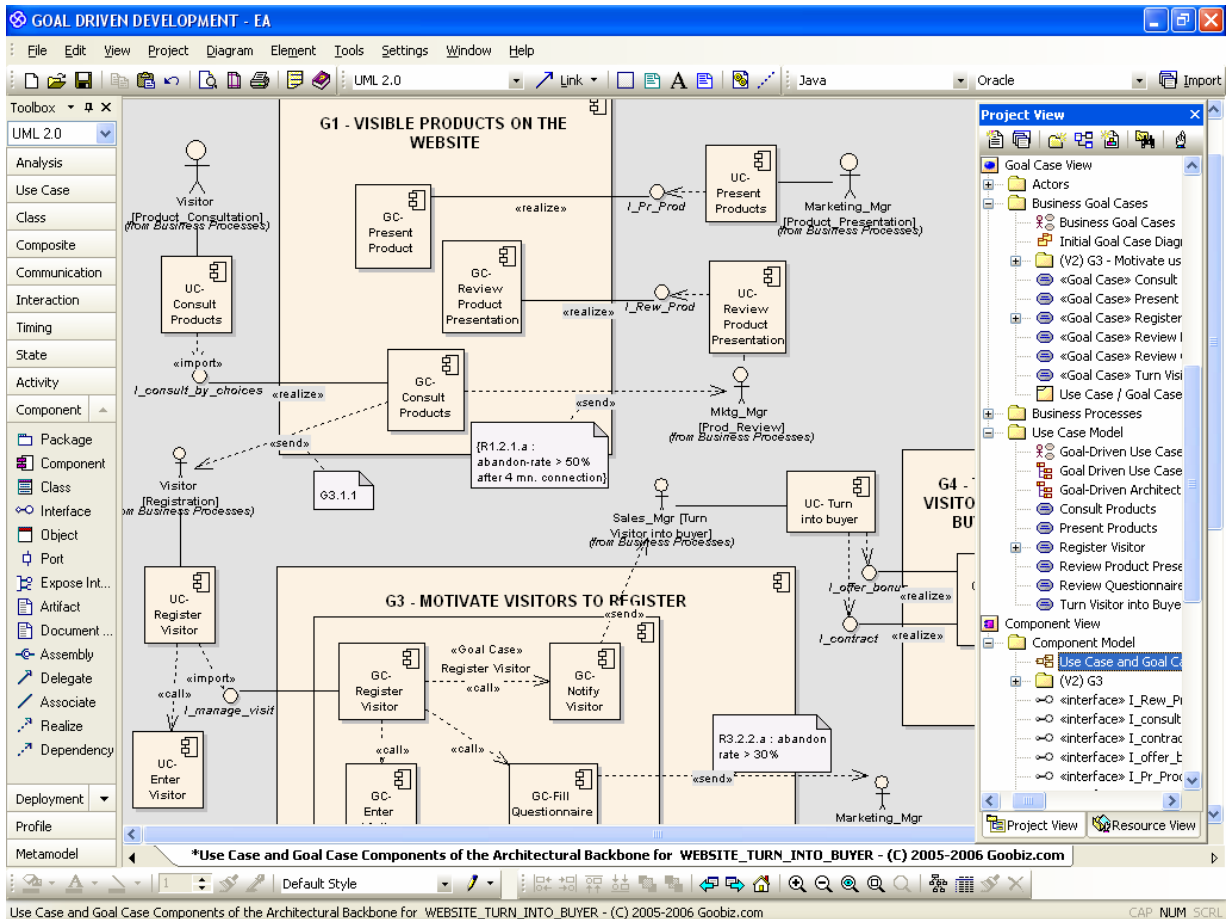 GOAL DRIVEN DEVELOPMENT - EA
File Edit View Project Diagram Element Tools Settings Window Help
UML 2.0 Link Java Oracle Import
Toolbox
UML 2.0
Analysis
Use Case
Class
Composite
Communication
Interaction
Timing
State
Activity
Component
Package
Component
Class
Interface
Object
Port
Expose Int...
Artifact
Document ...
Assembly
Delegate
Associate
Realize
Dependency
Deployment
Profile
Metamodel
G1 - VISIBLE PRODUCTS ON THE
WEBSITE
Visitor
[Product_Consultation]
(from Business Processes)
GC-
Present
Product
«realize»
I_Pr_Prod
UC-
Present
Products
Marketing_Mgr
[Product_Presentation]
(from Business Processes)
UC-
Consult
Products
GC-
Review
Product
Presentation
«realize»
I_Rew_Prod
UC-
Review
Product
Presentation
«import»
I_consult_by_choices
«realize»
GC-
Consult
Products
«send»
Mktg_Mgr
[Prod_Review]
(from Business Processes)
«send»
{R1.2.1.a :
abandon-rate > 50%
after 4 mn. connection}
G3.1.1
Visitor
[Registration]
(from Business Processes)
Sales_Mgr [Turn
Visitor into buyer]
(from Business Processes)
UC- Turn
into buyer
G4 -
VISITO
BU
I_offer_bonu
«realize»
I_contract
«realize»
UC-
Register
Visitor
G3 - MOTIVATE VISITORS TO REGISTER
«send»
«import»
«call»
I_manage_visit
GC-
Register
Visitor
«Goal Case»
Register Visitor
«call»
GC-
Notify
Visitor
UC-
Enter
Visitor
«call»
«call»
GC-
Enter
GC-Fill
Questionnaire
«send»
R3.2.2.a : abandon
rate > 30%
Marketing_Mgr
Project View
Goal Case View
Actors
Business Goal Cases
Business Goal Cases
Initial Goal Case Diagr
(V2) G3 - Motivate us
«Goal Case» Consult
«Goal Case» Present
«Goal Case» Register
«Goal Case» Review
«Goal Case» Review
«Goal Case» Turn Visi
Use Case / Goal Case
Business Processes
Use Case Model
Goal-Driven Use Case
Goal Driven Use Case
Goal-Driven Architect
Consult Products
Present Products
Register Visitor
Review Product Prese
Review Questionnaire
Turn Visitor into Buye
Component View
Component Model
Use Case and Goal Ca
(V2) G3
«interface» I_Rew_Pr
«interface» I_consult
«interface» I_contrac
«interface» I_offer_b
«interface» I_Pr_Proc
Project View Resource View
*Use Case and Goal Case Components of the Architectural Backbone for WEBSITE_TURN_INTO_BUYER - (C) 2005-2006 Goobiz.com
1 Default Style
Use Case and Goal Case Components of the Architectural Backbone for WEBSITE_TURN_INTO_BUYER - (C) 2005-2006 Goobiz.com CAP NUM SCRL